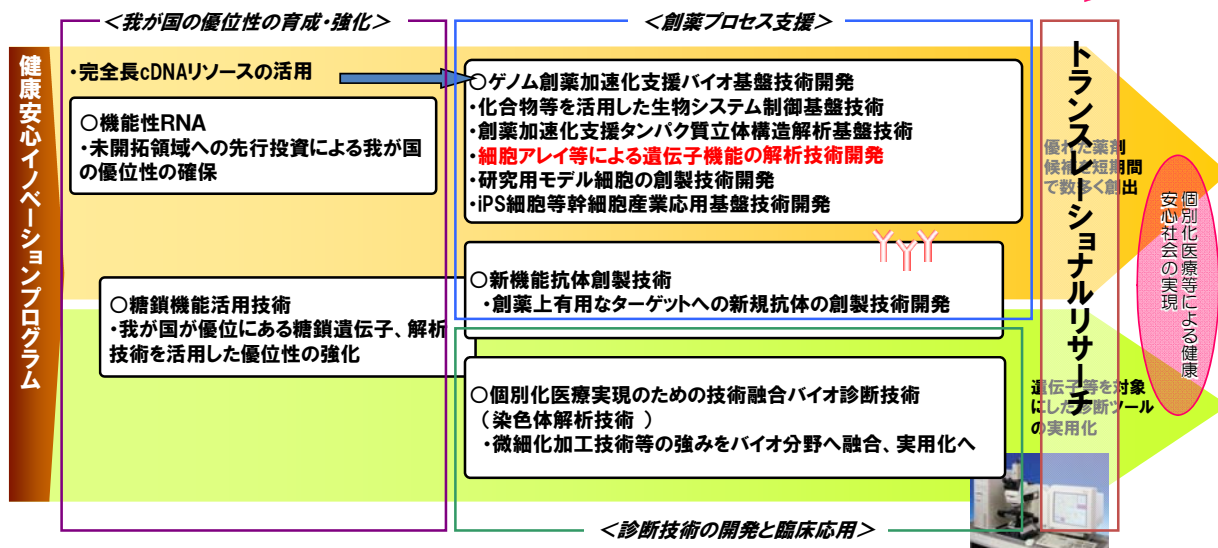 <我が国の優位性の育成・強化>
<創薬プロセス支援>
健康安心イノベーションプログラム
・完全長cDNAリソースの活用
○機能性RNA
・未開拓領域への先行投資による我が国
の優位性の確保
○糖鎖機能活用技術
・我が国が優位にある糖鎖遺伝子、解析
技術を活用した優位性の強化
○ゲノム創薬加速化支援バイオ基盤技術開発
・化合物等を活用した生物システム制御基盤技術
・創薬加速化支援タンパク質立体構造解析基盤技術
・細胞アレイ等による遺伝子機能の解析技術開発
・研究用モデル細胞の創製技術開発
・iPS細胞等幹細胞産業応用基盤技術開発
○新機能抗体創製技術
・創薬上有用なターゲットへの新規抗体の創製技術開発
○個別化医療実現のための技術融合バイオ診断技術
(染色体解析技術 )
・微細化加工技術等の強みをバイオ分野へ融合、実用化へ
<診断技術の開発と臨床応用>
トランスレーショナルリサーチ
優れた薬剤
候補を短期間
で数多く創出
遺伝子等を対象
にした診断ツール
の実用化
個別化医療等による健康
安心社会の実現